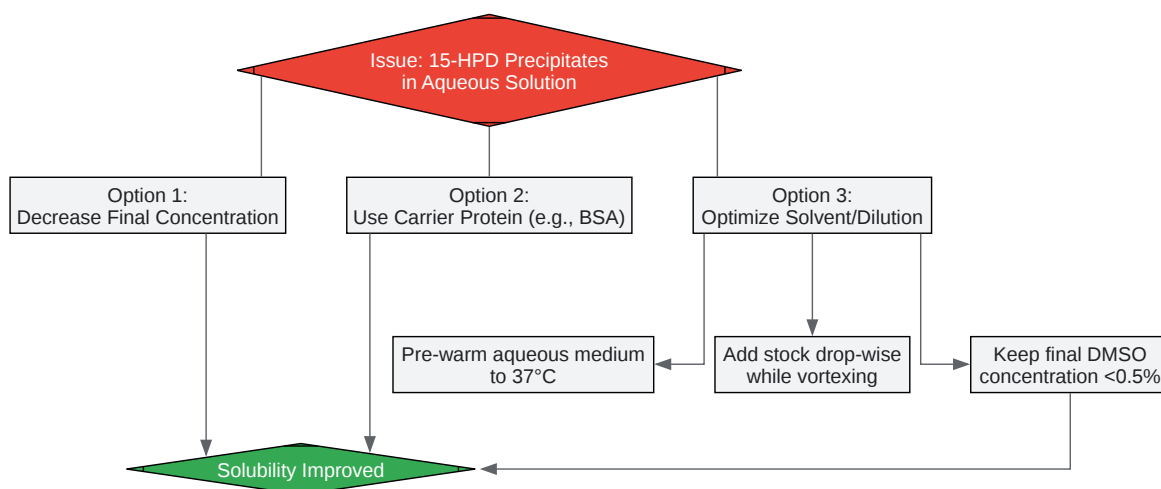 Issue: 15-HPD Precipitates
in Aqueous Solution
Option 1:
Decrease Final Concentration
Option 2:
Use Carrier Protein (e.g., BSA)
Option 3:
Optimize Solvent/Dilution
Pre-warm aqueous medium
to 37°C
Add stock drop-wise
while vortexing
Keep final DMSO
concentration <0.5%
Solubility Improved